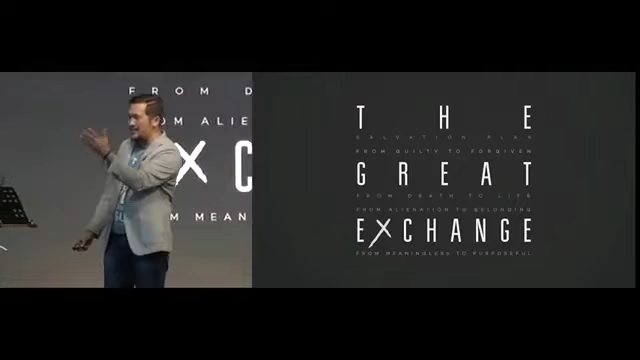 FROM D
OM ALIE
X C
M MEAN
THE
SALVATION PLAN
FROM GUILTY TO FORGIVEN
GREAT
FROM DEATH TO LIFE
FROM ALIENATION TO BELONGING
EXCHANGE
FROM MEANINGLESS TO PURPOSEFUL